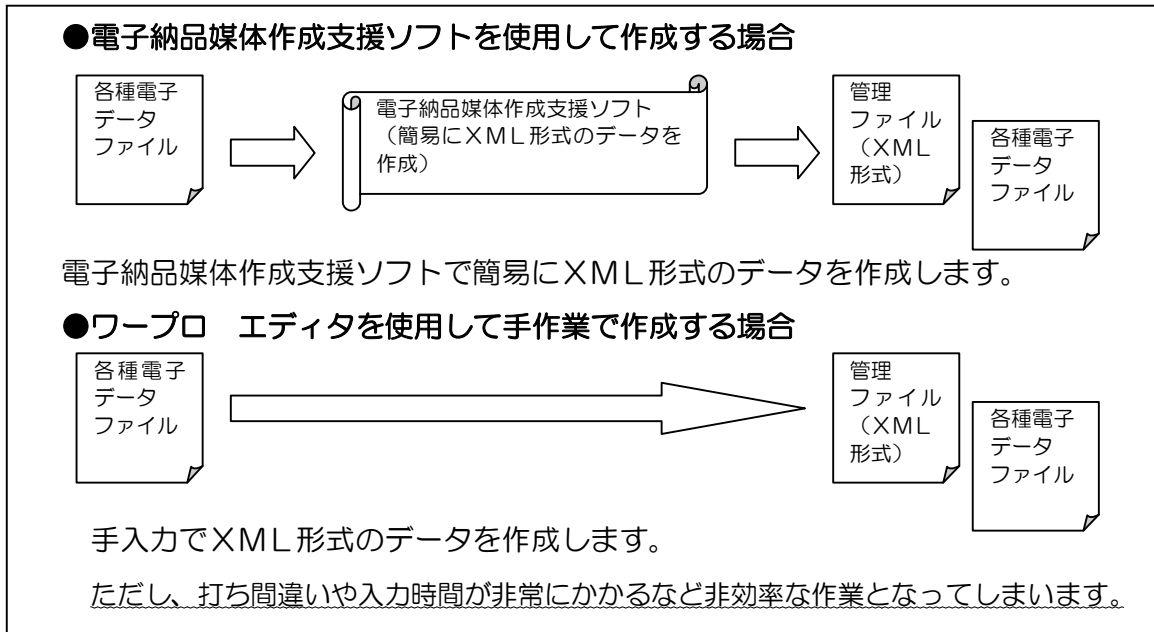 ●電子納品媒体作成支援ソフトを使用して作成する場合
各種電子
データ
ファイル
電子納品媒体作成支援ソフト
（簡易にＸＭＬ形式のデータを
作成）
管理
ファイル
（ＸＭＬ
形式）
各種電子
データ
ファイル
電子納品媒体作成支援ソフトで簡易にＸＭＬ形式のデータを作成します。
●ワープロ　エディタを使用して手作業で作成する場合
各種電子
データ
ファイル
管理
ファイル
（ＸＭＬ
形式）
各種電子
データ
ファイル
手入力でＸＭＬ形式のデータを作成します。
ただし、打ち間違いや入力時間が非常にかかるなど非効率な作業となってしまいます。